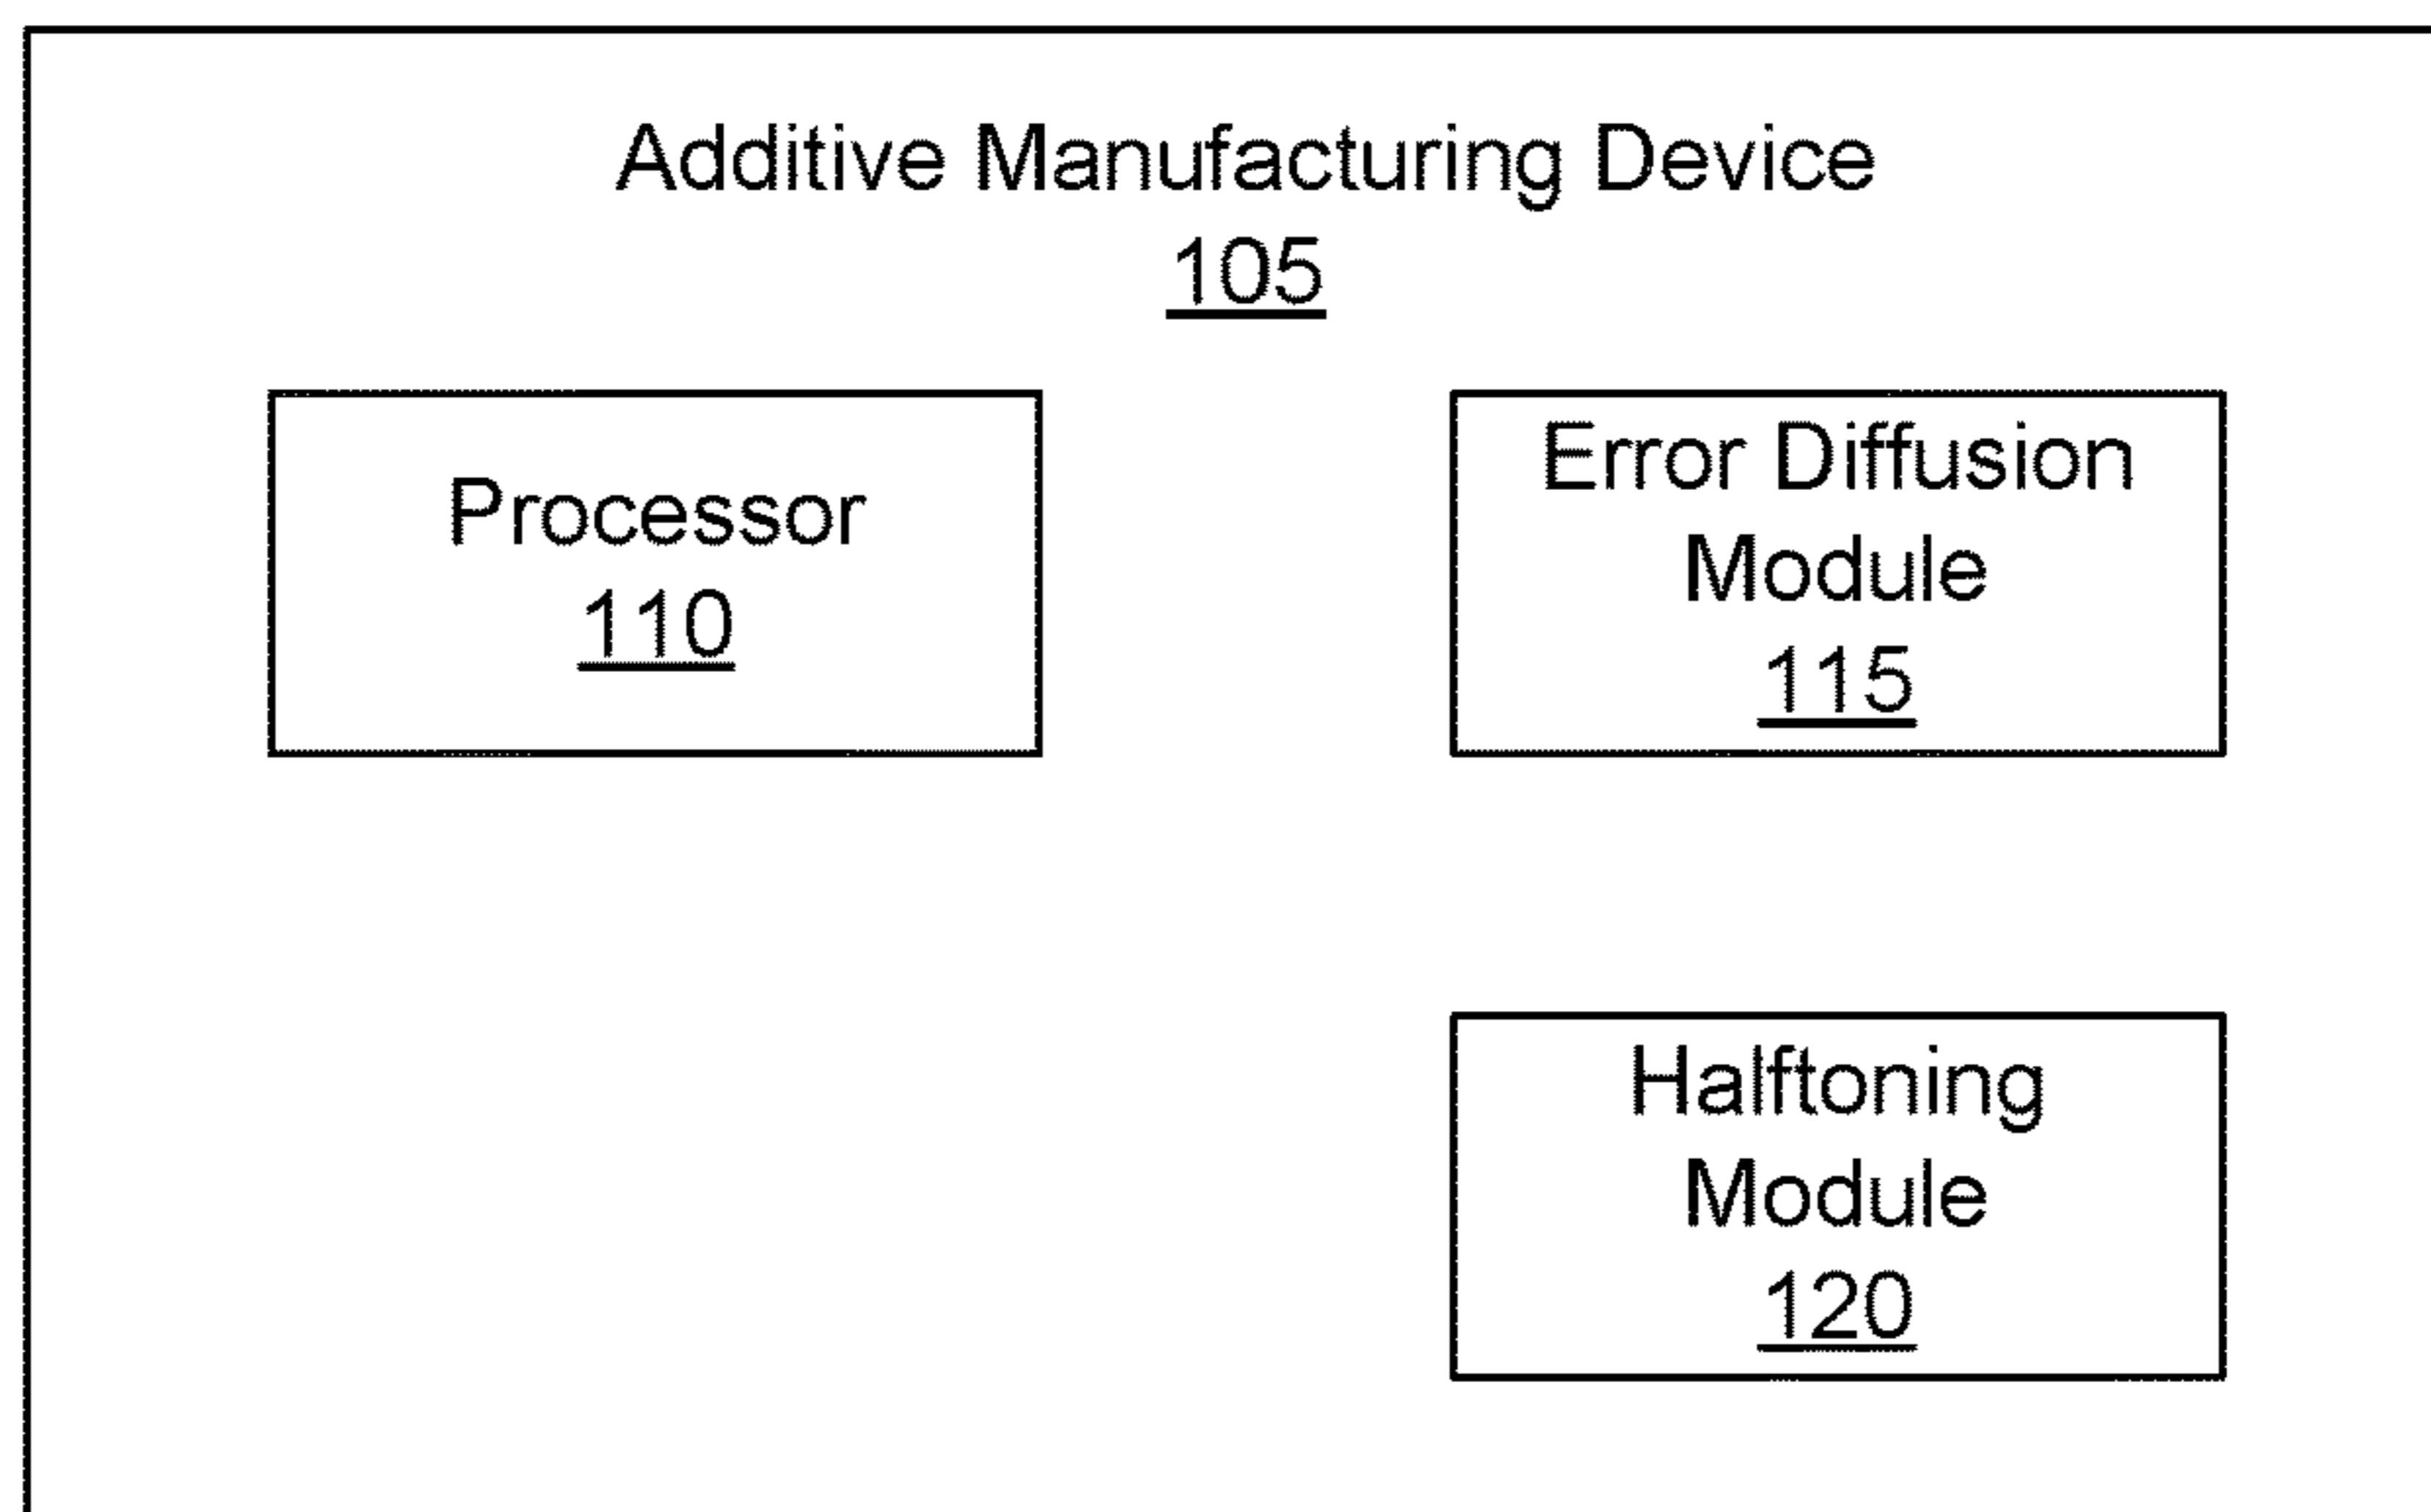 Additive Manufacturing Device
105
Processor
110
Error Diffusion
Module
115
Halftoning
Module
120